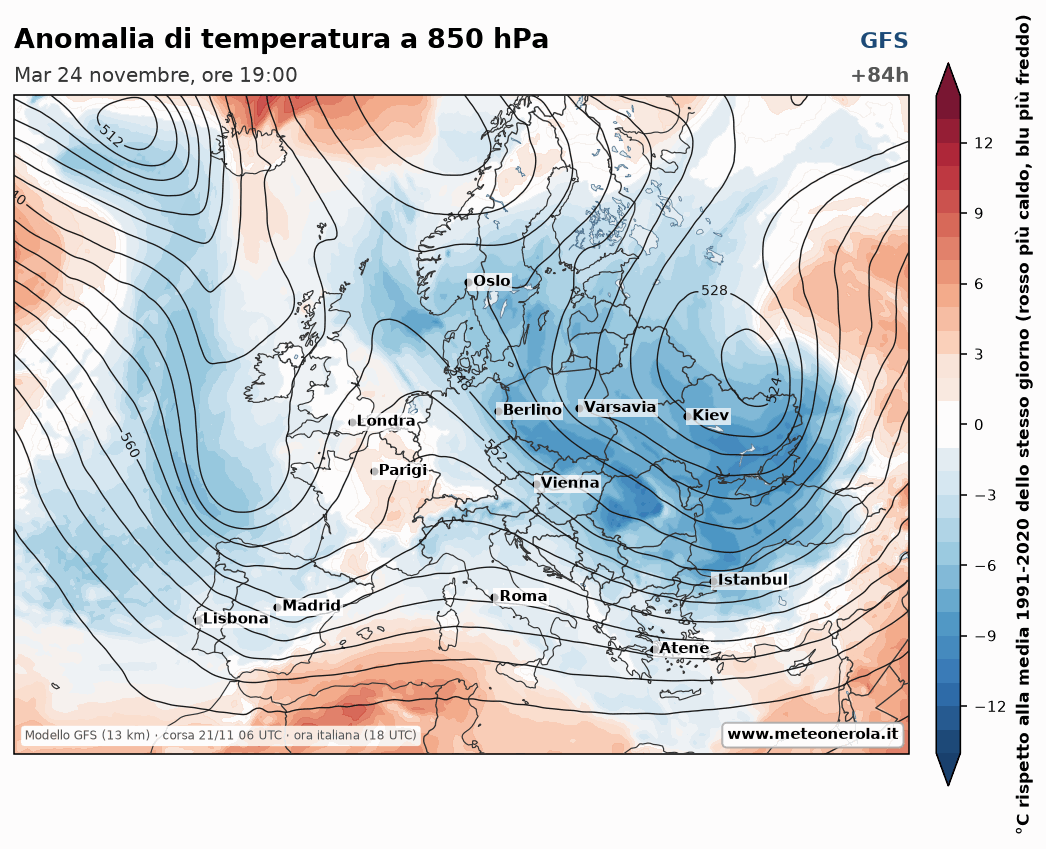 Anomalia di temperatura a 850 hPa
GFS
Mar 24 novembre, ore 19:00
+84h
512
40
528
524
560
552
548
Oslo
Londra
Berlino
Varsavia
Kiev
Parigi
Vienna
Istanbul
Roma
Madrid
Lisbona
Atene
Modello GFS (13 km) · corsa 21/11 06 UTC · ora italiana (18 UTC)
www.meteonerola.it
12
9
6
3
0
−3
−6
−9
−12
°C rispetto alla media 1991-2020 dello stesso giorno (rosso più caldo, blu più freddo)